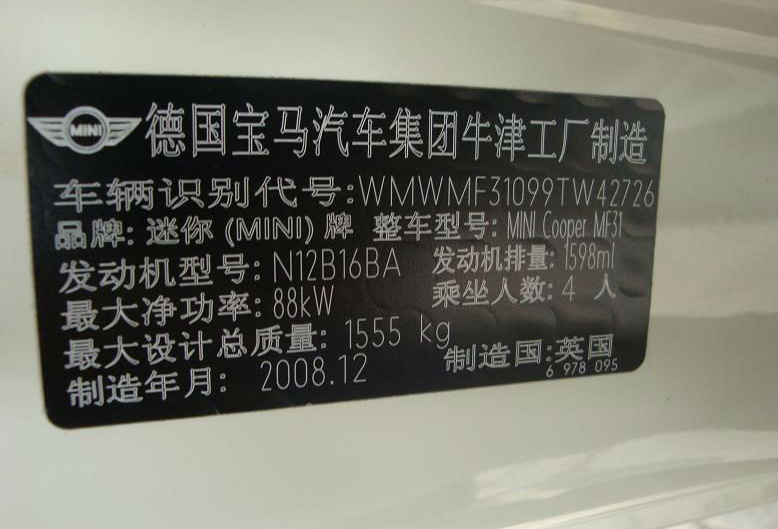 MINI 德国宝马汽车集团牛津工厂制造
车辆识别代号:WMWMF31099TW42726
品牌: 迷你 (MINI) 牌 整车型号: MINI Cooper MF31
发动机型号: N12B16BA 发动机排量: 1598ml
最大净功率: 88kW 乘坐人数: 4 人
最大设计总质量: 1555 kg
制造年月: 2008.12 制造国:英国
6 978 095